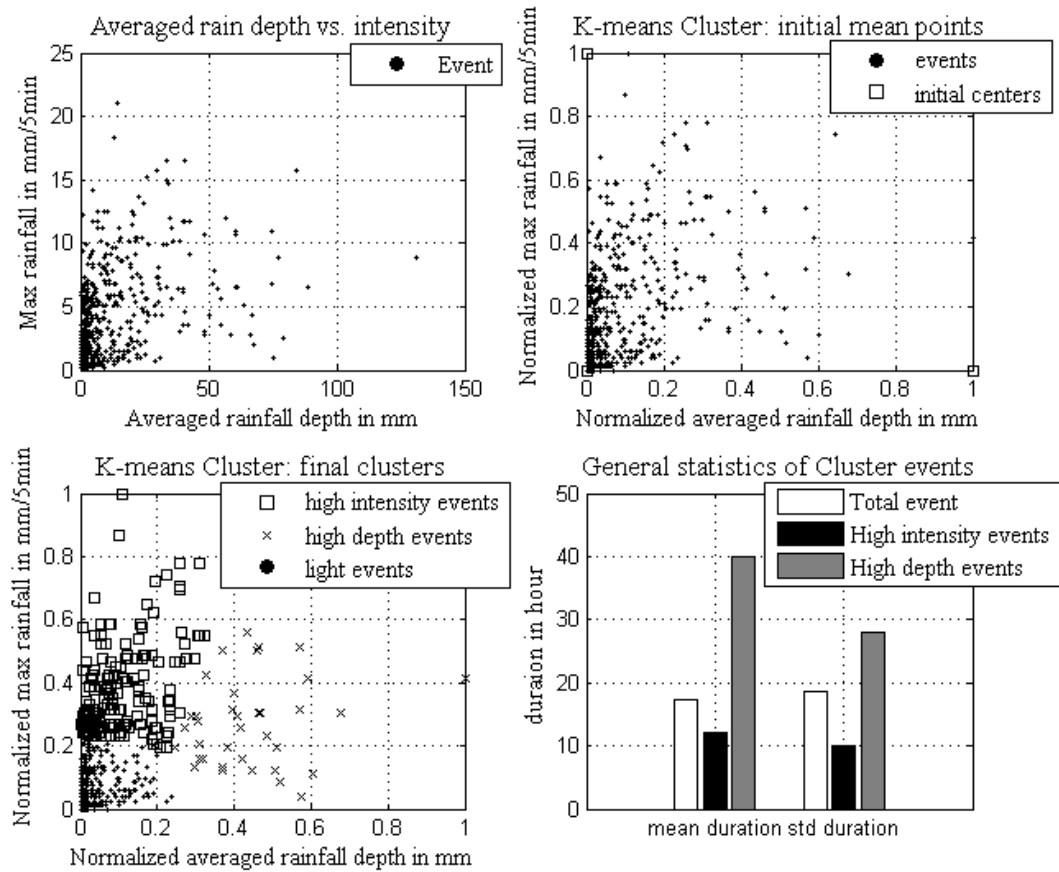 Averaged rain depth vs. intensity
25
20
15
10
5
0
0
50
100
150
Max rainfall in mm/5min
Averaged rainfall depth in mm
Event
K-means Cluster: initial mean points
1
0.8
0.6
0.4
0.2
0
0
0.2
0.4
0.6
0.8
1
Normalized max rainfall in mm/5min
Normalized averaged rainfall depth in mm
events
initial centers
K-means Cluster: final clusters
1
0.8
0.6
0.4
0.2
0
0
0.2
0.4
0.6
0.8
1
Normalized max rainfall in mm/5min
Normalized averaged rainfall depth in mm
high intensity events
high depth events
light events
General statistics of Cluster events
50
40
30
20
10
0
duraion in hour
mean duration std duration
Total event
High intensity events
High depth events